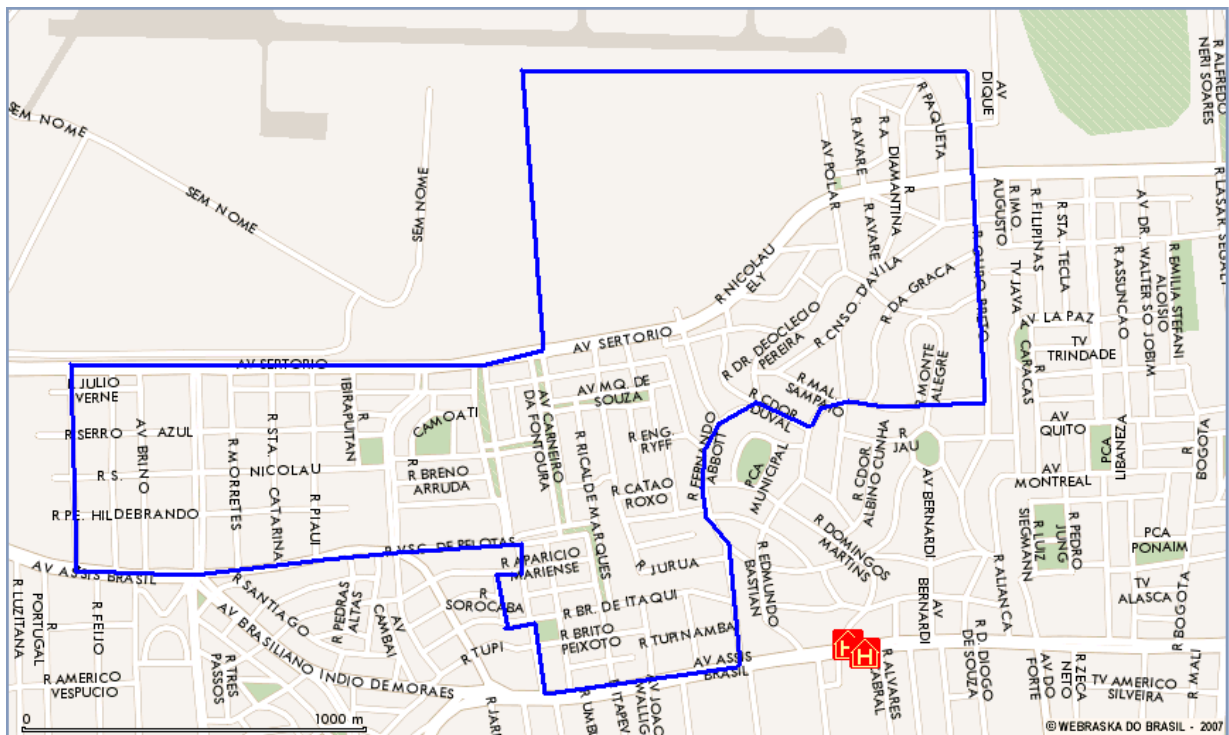 R ALFREDO
NERI SOARES
AV
DIQUE
R PAQUETA
SEM NOME
R A. DIAMANTINA
R AVARE
AV POLAR
SEM NOME
SEM NOME
R LASAR SEGALL
R
R AVARE
R IMO.
AUGUSTO
R FILIPINAS
R STA. TECLA
AV DR. WALTER SO JOBIM
R ASSUNCAO
R EMILIA STEFANI
ALOISIO
R OURO PRETO
TV JAVA
R NICOLAU
ELY
R CNSO. D'AVILA
R DA GRACA
AV LA PAZ
TV
TRINDADE
AV SERTORIO
R DR. DEOCLECIO
PEREIRA
AV CARACAS
AV SERTORIO
R MONTE
ALEGRE
R JULIO
VERNE
R
IBIRAPUITAN
CAMOATI
AV MQ. DE
SOUZA
R MAL.
SAMPAIO
R CDOR
DUVAL
R SERRO AZUL
AV BRINO
R MORRETES
R STA.
CATARINA
AV CARNEIRO
DA FONTOURA
R RICALDE MARQUES
R ENG.
RYFF
R FERNANDO
ABBOTT
PCA
MUNICIPAL
R CDOR
ALBINO CUNHA
R
JAU
AV
QUITO
PCA
LIBANEZA
R
BOGOTA
R S. NICOLAU
R BRENO
ARRUDA
R CATAO
ROXO
AV BERNARDI
AV
MONTREAL
R PE. HILDEBRANDO
R PIAUI
R DOMINGOS
MARTINS
R LUIZ
SIEGMANN
R PEDRO
JUNG
PCA
PONAIM
R VSC. DE PELOTAS
R APARICIO
MARIENSE
R JURUA
R EDMUNDO
BASTIAN
R ALIANCA
AV ASSIS BRASIL
R SANTIAGO
R PEDRAS
ALTAS
AV
CAMBAI
R
SOROCABA
R BR. DE ITAQUI
AV
BERNARDI
TV
ALASCA
R BOGOTA
R LUZITANA
PORTUGAL
R
R FEIJO
AV BRASILIANO INDIO DE MORAES
R TUPI
R BRITO
PEIXOTO
R TUPINAMBA
AV ASSIS
BRASIL
H
H
R ALVARES
CABRAL
R D. DIOGO
DE SOUZA
AV DO
FORTE
R ZECA
NETO
TV AMERICO
SILVEIRA
R MALI
R AMERICO
VESPUCIO
R TRES
PASSOS
R JARI
R UMBU
R ITAPEV
AV JOAO
WALLIG
0 1000 m
© WEBRASKA DO BRASIL - 2007